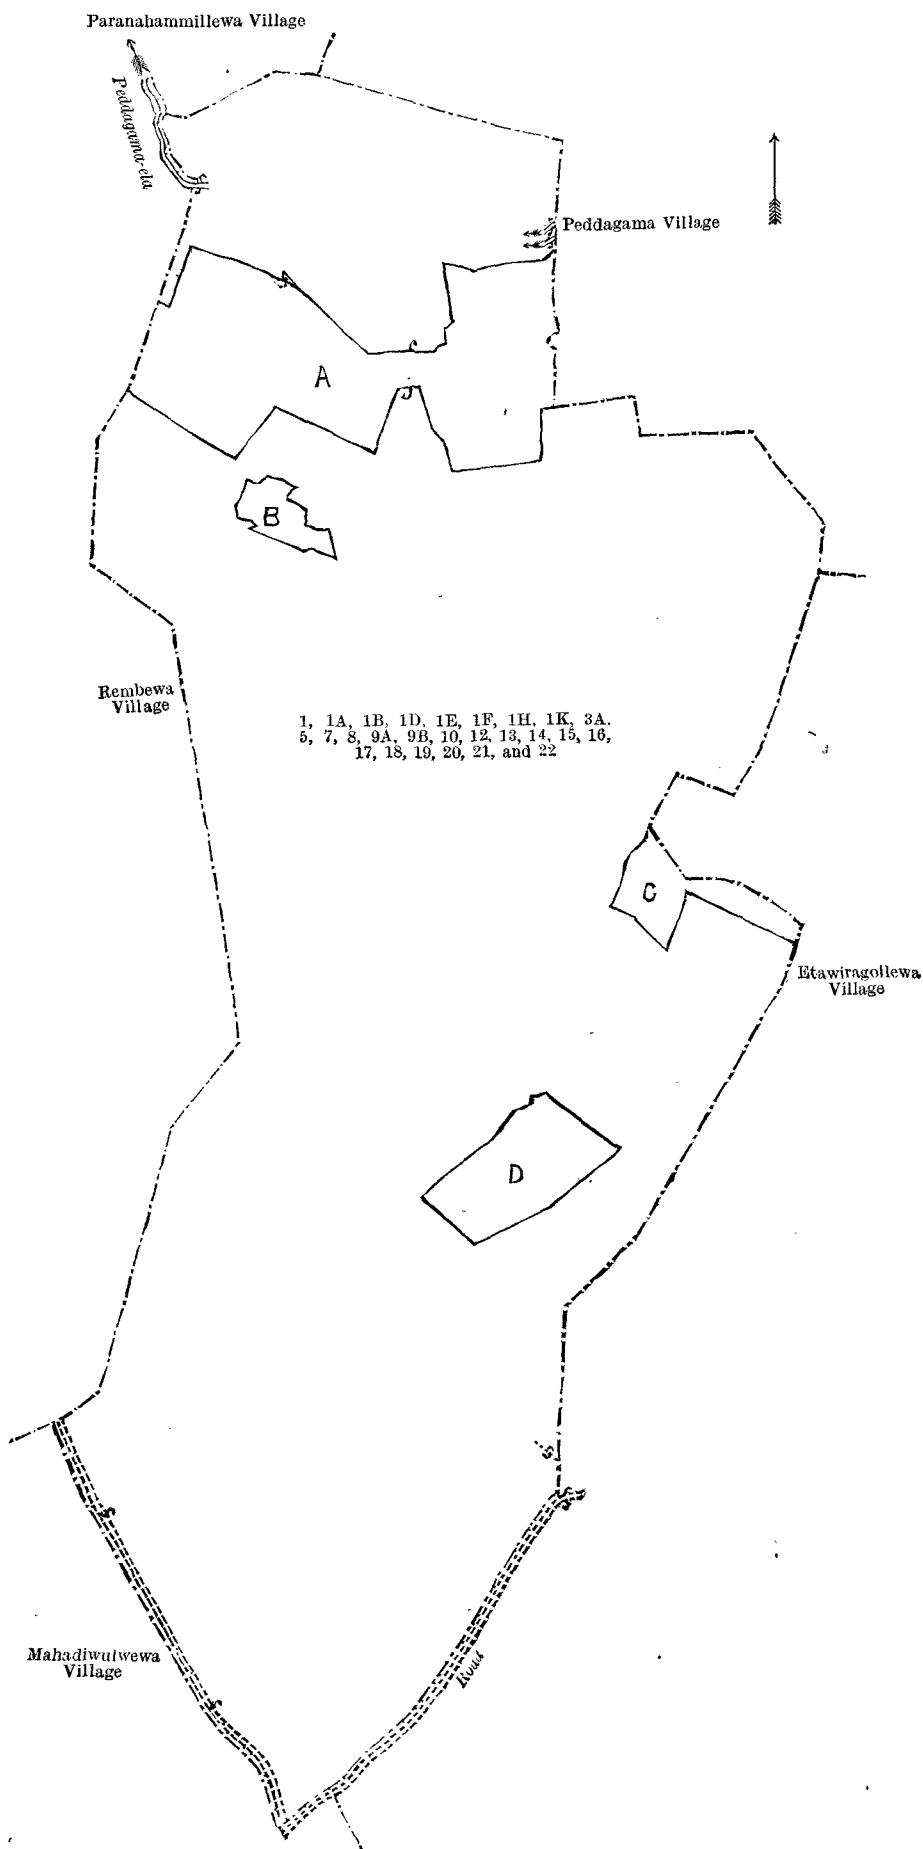 Paranahammillewa Village
Peddagama-ela
Peddagama Village
A
B
Rembewa
Village
1, 1A, 1B, 1D, 1E, 1F, 1H, 1K, 3A.
5, 7, 8, 9A, 9B, 10, 12, 13, 14, 15, 16,
17, 18, 19, 20, 21, and 22
C
Etawiragollewa
Village
D
Mahadiwulwewa
Village
Road